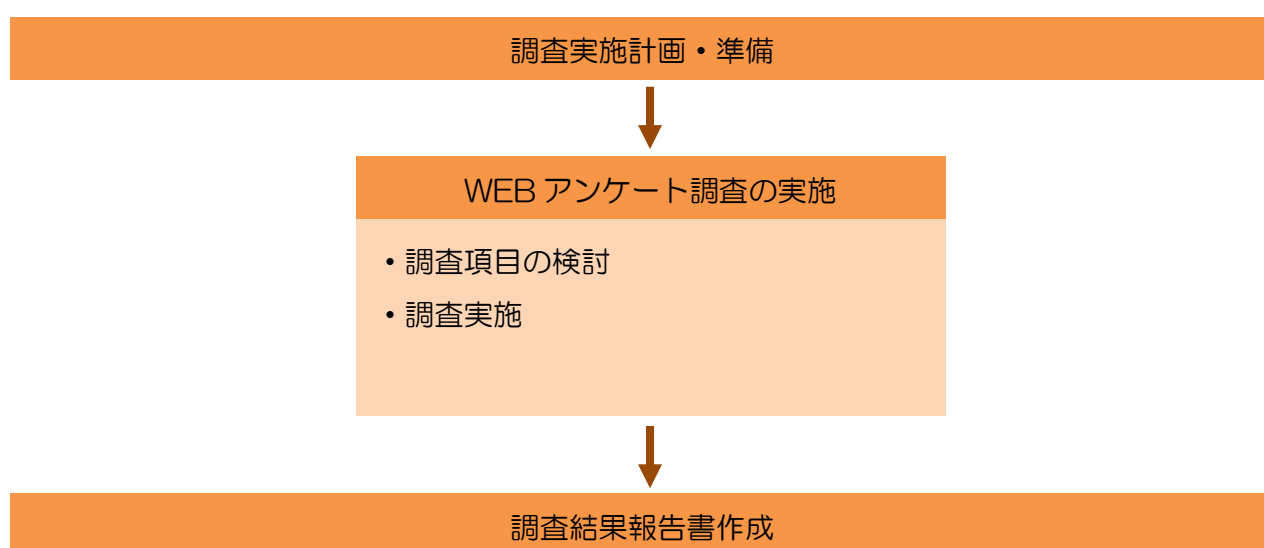 調査実施計画・準備
WEB アンケート調査の実施
・調査項目の検討
・調査実施
調査結果報告書作成